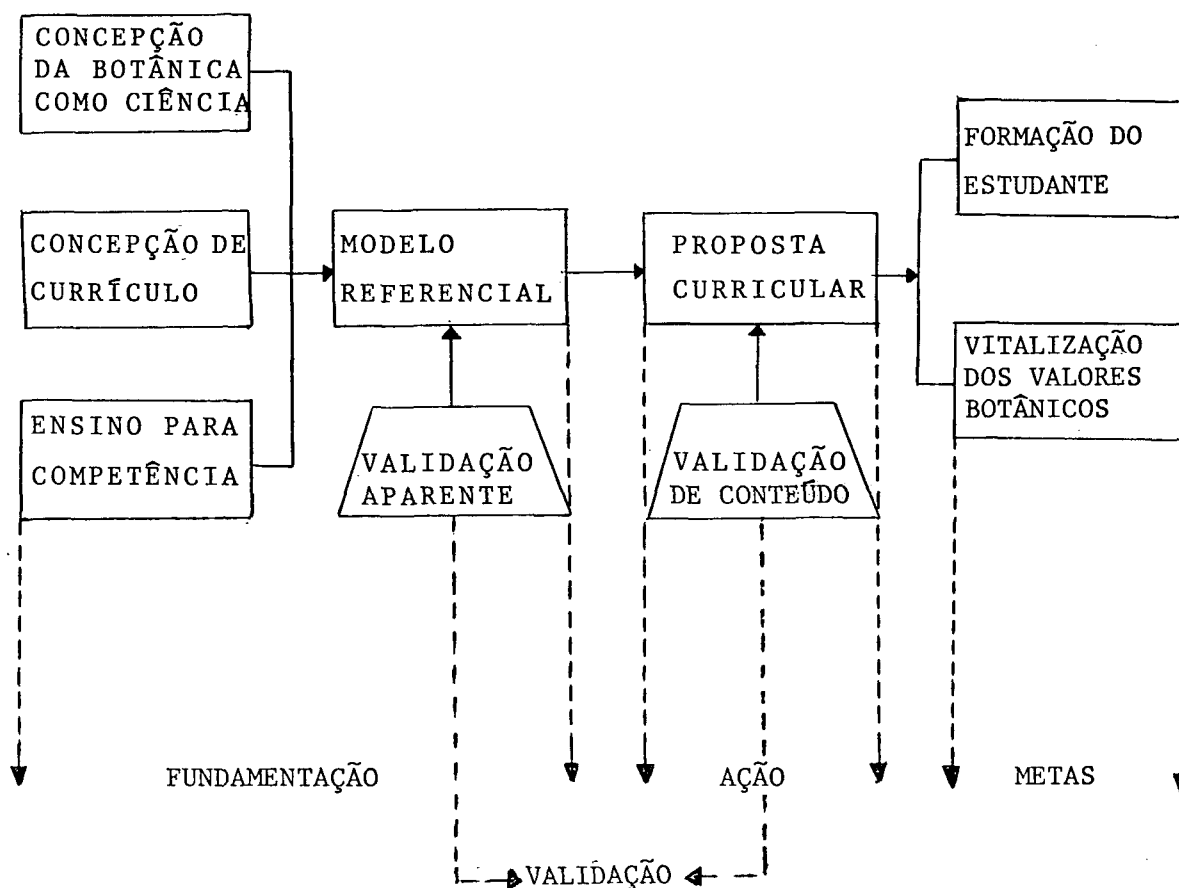 CONCEPÇÃO
DA BOTÂNICA
COMO CIÊNCIA
CONCEPÇÃO DE
CURRÍCULO
ENSINO PARA
COMPETÊNCIA
MODELO
REFERENCIAL
VALIDAÇÃO
APARENTE
PROPOSTA
CURRICULAR
VALIDAÇÃO
DE CONTEÚDO
FORMAÇÃO DO
ESTUDANTE
VITALIZAÇÃO
DOS VALORES
BOTÂNICOS
FUNDAMENTAÇÃO
AÇÃO
METAS
VALIDAÇÃO